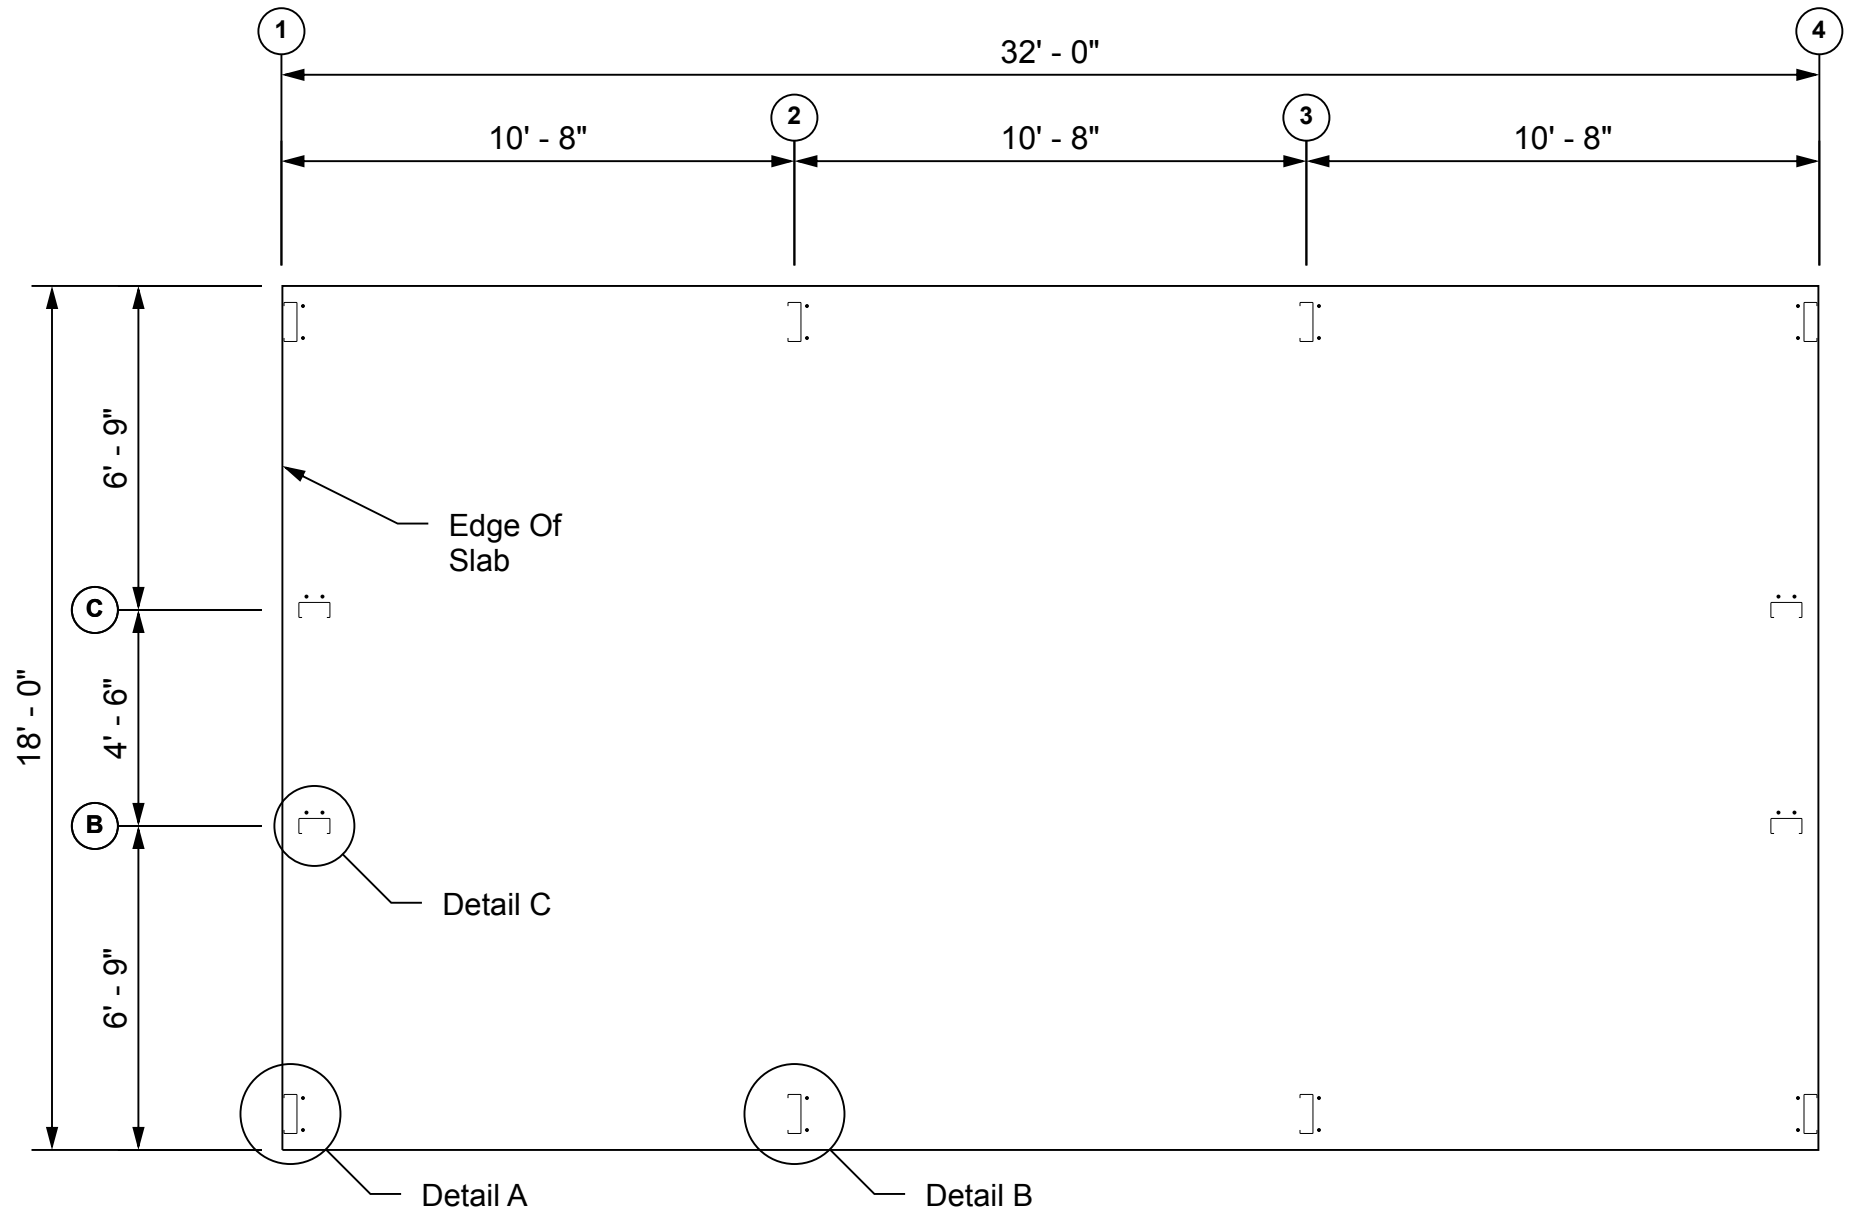 1
4
32' - 0"
2
3
10' - 8"
10' - 8"
10' - 8"
6' - 9"
Edge Of
Slab
C
18' - 0"
4' - 6"
B
Detail C
6' - 9"
Detail A
Detail B